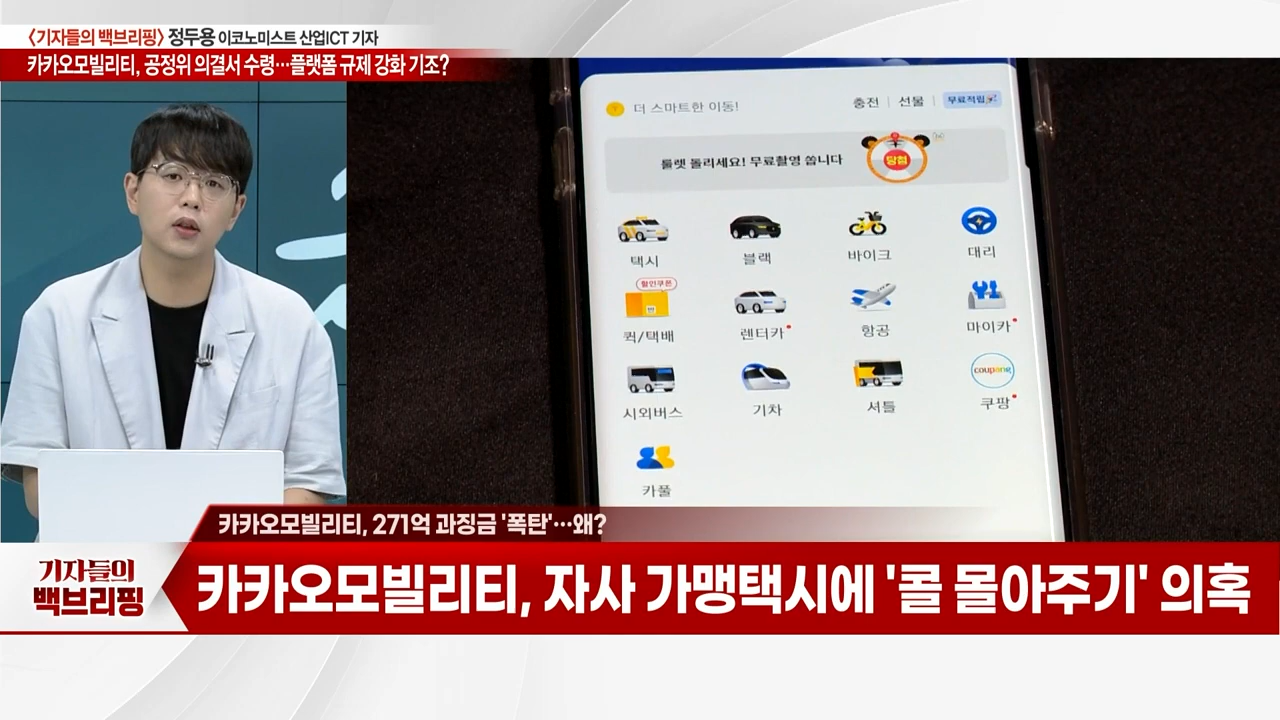 <기자들의 백브리핑> 정두용 이코노미스트 산업ICT 기자
카카오모빌리티, 공정위 의결서 수령…플랫폼 규제 강화 기조?
더 스마트한 이동!
충전 | 선물 | 무료적립
룰렛 돌리세요! 무료촬영 쏩니다
당첨
택시
블랙
바이크
대리
할인쿠폰
퀵/택배
렌터카
항공
마이카
시외버스
기차
셔틀
coupang
쿠팡
카풀
카카오모빌리티, 271억 과징금 '폭탄'…왜?
기자들의
백브리핑
카카오모빌리티, 자사 가맹택시에 '콜 몰아주기' 의혹